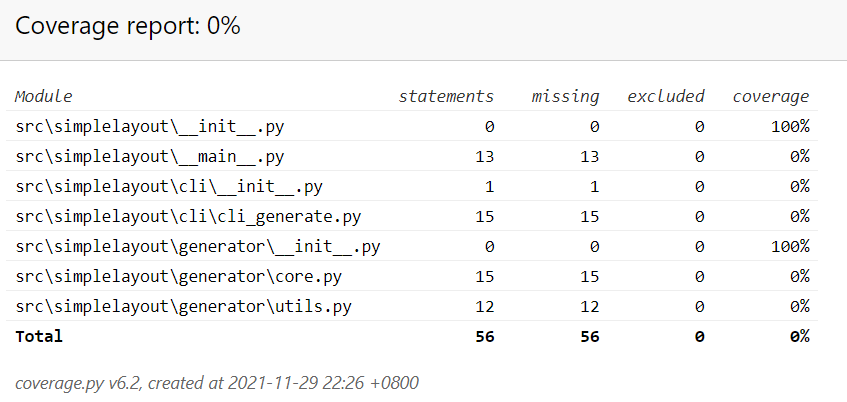 Coverage report: 0%
Module statements missing excluded coverage
src\simplelayout\__init__.py 0 0 0 100%
src\simplelayout\__main__.py 13 13 0 0%
src\simplelayout\cli\__init__.py 1 1 0 0%
src\simplelayout\cli\cli_generate.py 15 15 0 0%
src\simplelayout\generator\__init__.py 0 0 0 100%
src\simplelayout\generator\core.py 15 15 0 0%
src\simplelayout\generator\utils.py 12 12 0 0%
Total 56 56 0 0%
coverage.py v6.2, created at 2021-11-29 22:26 +0800